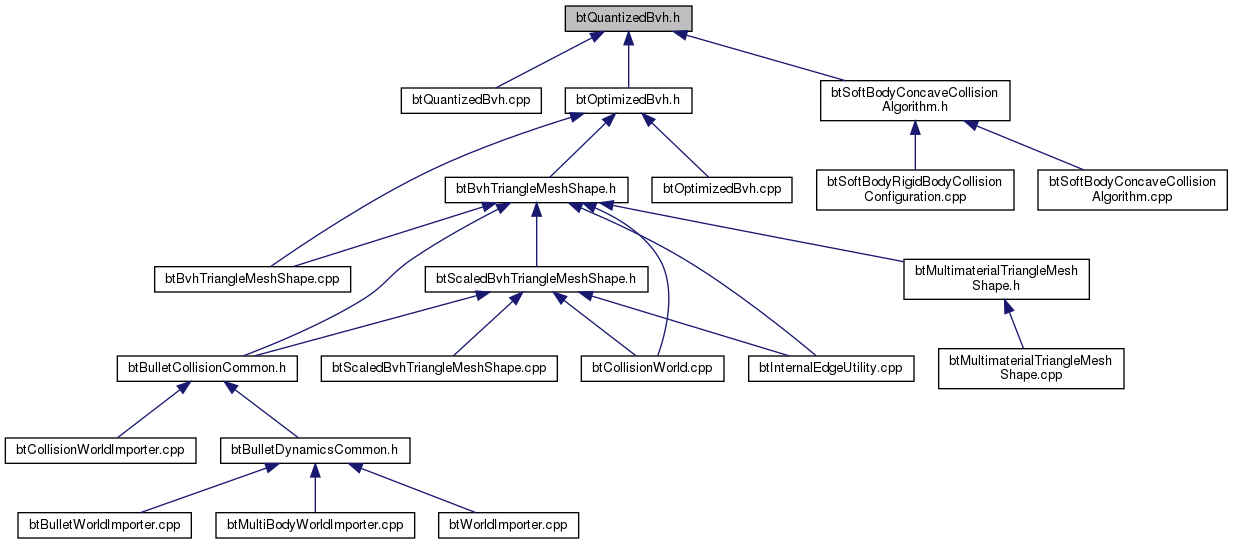 btQuantizedBvh.h
btQuantizedBvh.cpp
btOptimizedBvh.h
btSoftBodyConcaveCollision
Algorithm.h
btBvhTriangleMeshShape.h
btOptimizedBvh.cpp
btSoftBodyRigidBodyCollision
Configuration.cpp
btSoftBodyConcaveCollision
Algorithm.cpp
btBvhTriangleMeshShape.cpp
btScaledBvhTriangleMeshShape.h
btMultimaterialTriangleMesh
Shape.h
btBulletCollisionCommon.h
btScaledBvhTriangleMeshShape.cpp
btCollisionWorld.cpp
btInternalEdgeUtility.cpp
btMultimaterialTriangleMesh
Shape.cpp
btCollisionWorldImporter.cpp
btBulletDynamicsCommon.h
btBulletWorldImporter.cpp
btMultiBodyWorldImporter.cpp
btWorldImporter.cpp